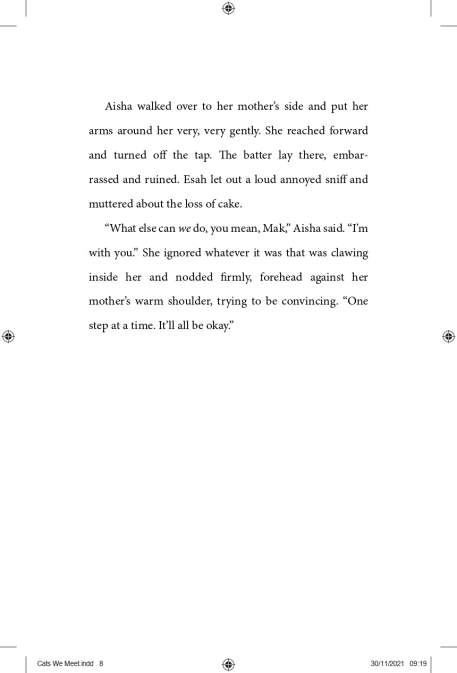 Aisha walked over to her mother’s side and put her
arms around her very, very gently. She reached forward
and turned off the tap. The batter lay there, embar-
rassed and ruined. Esah let out a loud annoyed sniff and
muttered about the loss of cake.
“What else can we do, you mean, Mak,” Aisha said. “I’m
with you.” She ignored whatever it was that was clawing
inside her and nodded firmly, forehead against her
mother’s warm shoulder, trying to be convincing. “One
step at a time. It’ll all be okay.”
Cats We Meet.indd 8 30/11/2021 09:19